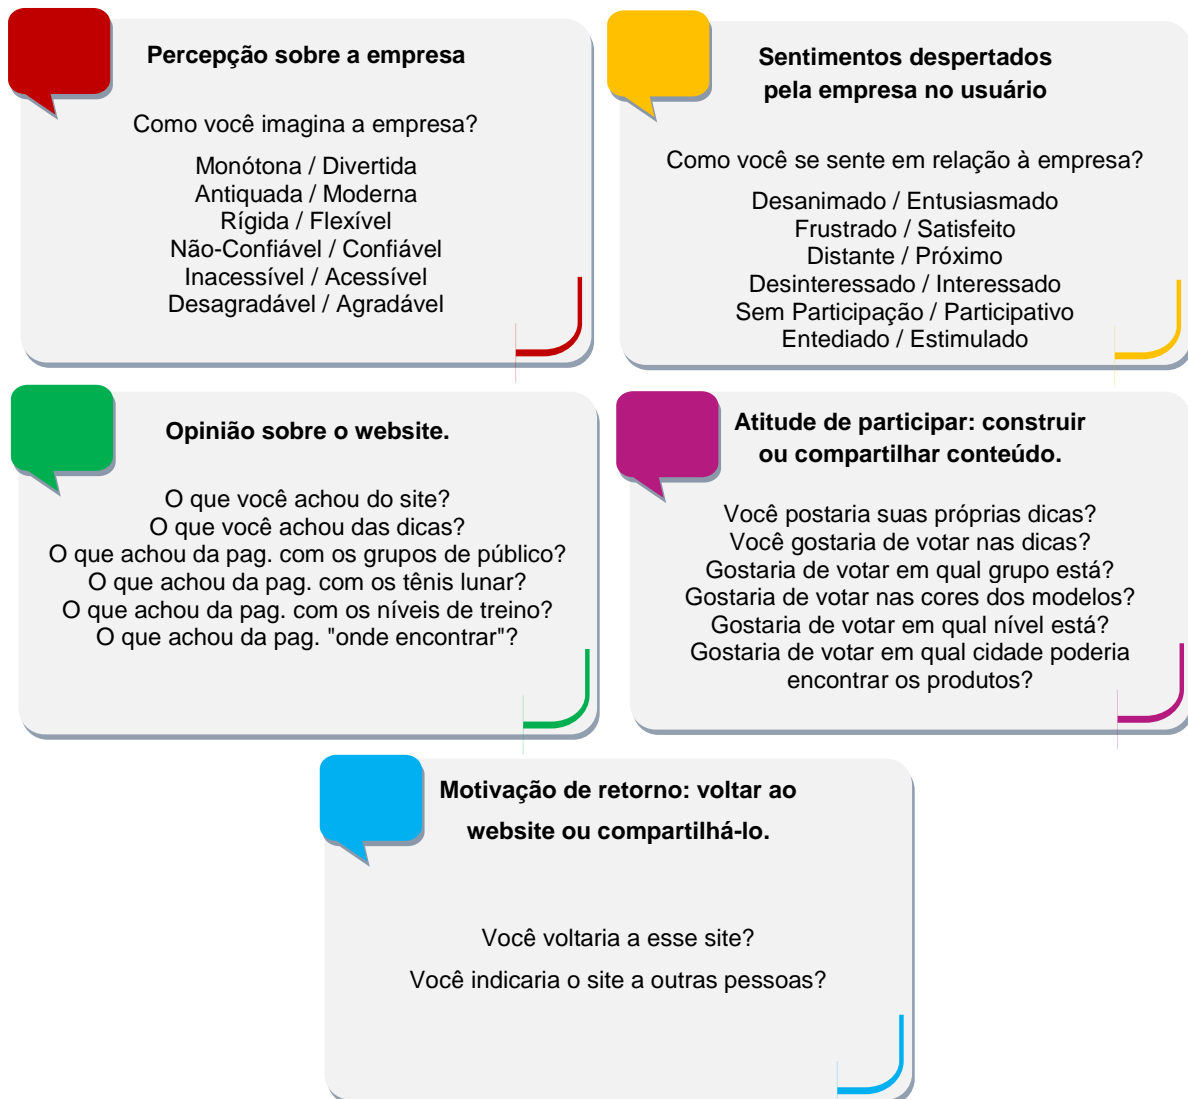 Percepção sobre a empresa
Como você imagina a empresa?
Monótona / Divertida
Antiquada / Moderna
Rígida / Flexível
Não-Confiável / Confiável
Inacessível / Acessível
Desagradável / Agradável
Sentimentos despertados
pela empresa no usuário
Como você se sente em relação à empresa?
Desanimado / Entusiasmado
Frustrado / Satisfeito
Distante / Próximo
Desinteressado / Interessado
Sem Participação / Participativo
Entediado / Estimulado
Opinião sobre o website.
O que você achou do site?
O que você achou das dicas?
O que achou da pag. com os grupos de público?
O que achou da pag. com os tênis lunar?
O que achou da pag. com os níveis de treino?
O que achou da pag. "onde encontrar"?
Atitude de participar: construir
ou compartilhar conteúdo.
Você postaria suas próprias dicas?
Você gostaria de votar nas dicas?
Gostaria de votar em qual grupo está?
Gostaria de votar nas cores dos modelos?
Gostaria de votar em qual nível está?
Gostaria de votar em qual cidade poderia
encontrar os produtos?
Motivação de retorno: voltar ao
website ou compartilhá-lo.
Você voltaria a esse site?
Você indicaria o site a outras pessoas?